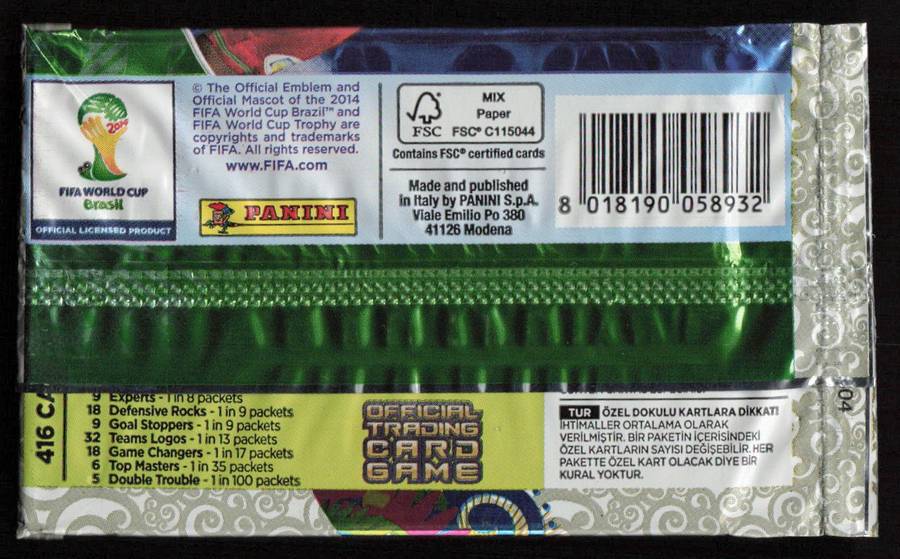 © The Official Emblem and
Official Mascot of the 2014
FIFA World Cup Brazil™ and
FIFA World Cup Trophy are
copyrights and trademarks
of FIFA. All rights reserved.
www.FIFA.com
2014
FIFA WORLD CUP
Brasil
OFFICIAL LICENSED PRODUCT
PANINI
FSC
MIX
Paper
FSC® C115044
Contains FSC® certified cards
Made and published
in Italy by PANINI S.p.A.
Viale Emilio Po 380
41126 Modena
8 018190 058932
416 CA
9 Experts - 1 in 8 packets
18 Defensive Rocks - 1 in 9 packets
9 Goal Stoppers - 1 in 9 packets
32 Teams Logos - 1 in 13 packets
18 Game Changers - 1 in 17 packets
6 Top Masters - 1 in 35 packets
5 Double Trouble - 1 in 100 packets
OFFICIAL
TRADING
CARD
GAME
TUR ÖZEL DOKULU KARTLARA DİKKAT!
İHTİMALLER ORTALAMA OLARAK
VERİLMİŞTİR. BİR PAKETİN İÇERİSİNDEKİ
ÖZEL KARTLARIN SAYISI DEĞİŞEBİLİR. HER
PAKETTE ÖZEL KART OLACAK DİYE BİR
KURAL YOKTUR.
04